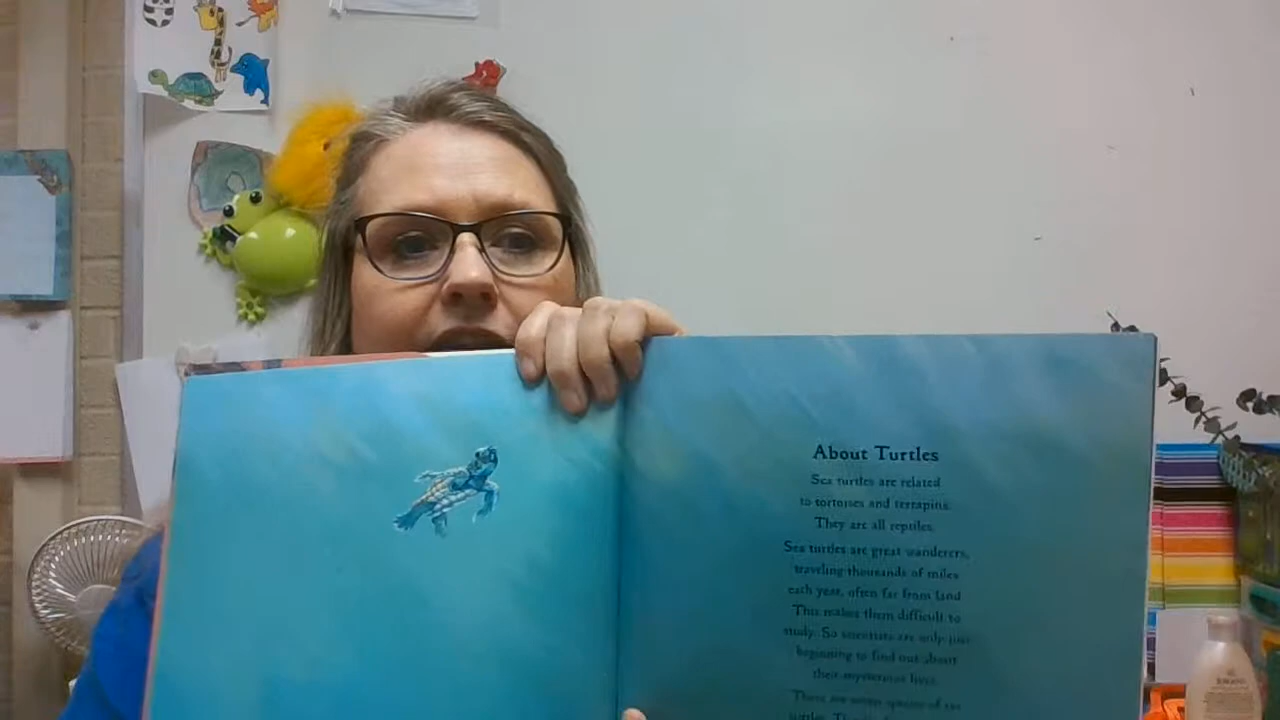 About Turtles
Sea turtles are related
to tortoises and terrapins.
They are all reptiles.
Sea turtles are great wanderers,
traveling thousands of miles
each year, often far from land.
This makes them difficult to
study. So scientists are only just
beginning to find out about
their mysterious lives.
There are seven species of sea
turtles.